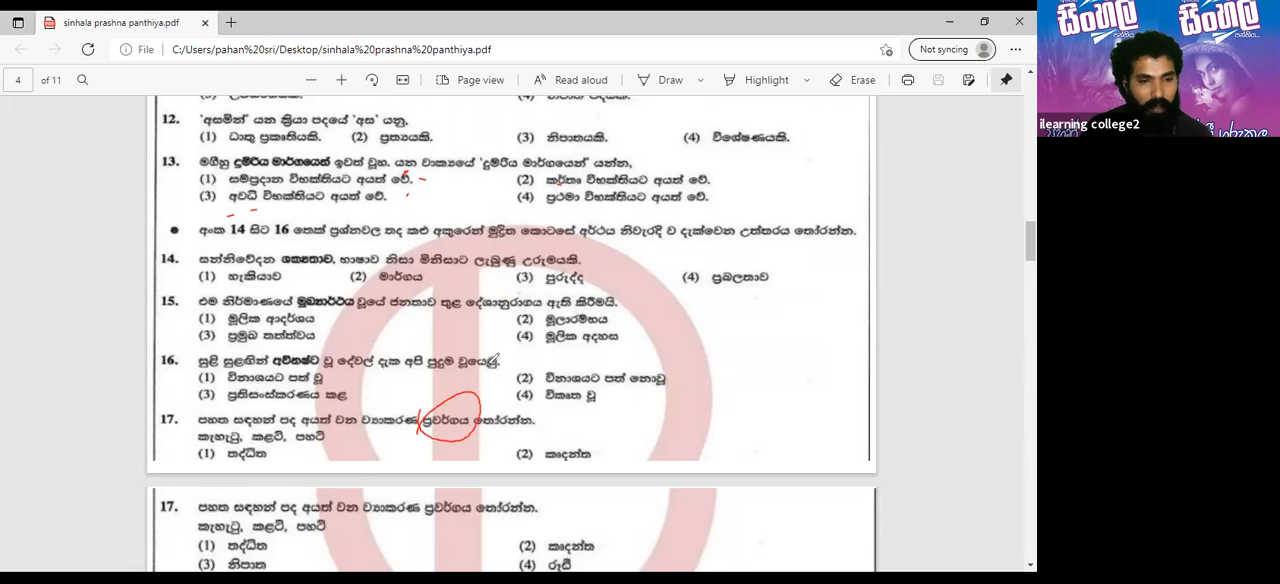 sinhala prashna panthiya.pdf
File C:/Users/pahan%20sri/Desktop/sinhala%20prashna%20panthiya.pdf
Not syncing
4 of 11
Page view
Read aloud
Draw
Highlight
Erase
සිංහල සිංහල
ilearning college2
12. 'අසමින්' යන ක්‍රියා පදයේ 'අස' යනු,
(1) ධාතු ප්‍රකෘතියකි. (2) ප්‍රත්‍යයකි. (3) නිපාතයකි. (4) විශේෂණයකි.
13. මගීහු දුම්රිය මාර්ගයෙන් ඉවත් වූහ. යන වාක්‍යයේ 'දුම්රිය මාර්ගයෙන්' යන්න,
(1) සම්ප්‍රදාන විභක්තියට අයත් වේ. (2) කර්තෘ විභක්තියට අයත් වේ.
(3) අවධි විභක්තියට අයත් වේ. (4) ප්‍රථමා විභක්තියට අයත් වේ.
● අංක 14 සිට 16 තෙක් ප්‍රශ්නවල තද කළු අකුරෙන් මුද්‍රිත කොටසේ අර්ථය නිවැරදි ව දැක්වෙන උත්තරය තෝරන්න.
14. සන්නිවේදන ශක්‍යතාව, භාෂාව නිසා මිනිසාට ලැබුණු උරුමයකි.
(1) හැකියාව (2) මාර්ගය (3) පුරුද්ද (4) ප්‍රබලතාව
15. එම නිර්මාණයේ මුඛ්‍යාර්ථය වූයේ ජනතාව තුළ දේශානුරාගය ඇති කිරීමයි.
(1) මූලික ආදර්ශය (2) මූලාරම්භය
(3) ප්‍රමුඛ තත්ත්වය (4) මූලික අදහස
16. සුළි සුළඟින් අවිනෂ්ට වූ දේවල් දැක අපි පුදුම වූයෙමු.
(1) විනාශයට පත් වූ (2) විනාශයට පත් නොවූ
(3) ප්‍රතිසංස්කරණය කළ (4) විකෘත වූ
17. පහත සඳහන් පද අයත් වන ව්‍යාකරණ ප්‍රවර්ගය තෝරන්න.
කැහැටු, කළටි, පහටි
(1) තද්ධිත (2) කෘදන්ත
17. පහත සඳහන් පද අයත් වන ව්‍යාකරණ ප්‍රවර්ගය තෝරන්න.
කැහැටු, කළටි, පහටි
(1) තද්ධිත (2) කෘදන්ත
(3) නිපාත (4) රූඪී